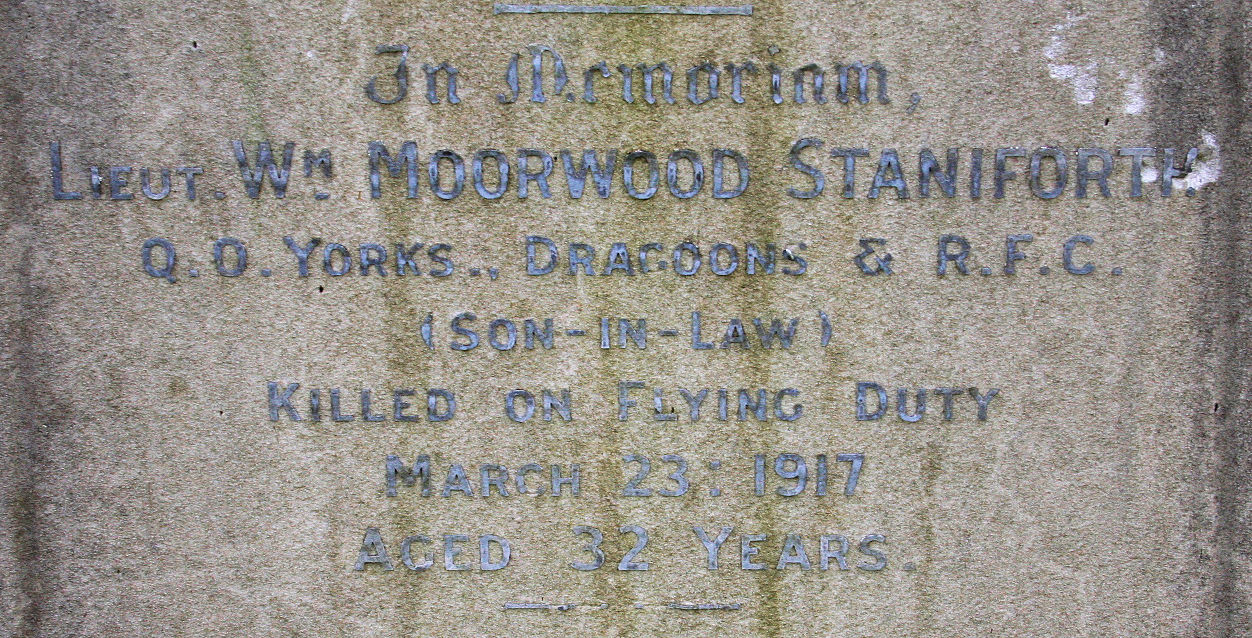 In Memoriam,
LIEUT. WM MOORWOOD STANIFORTH.
Q.O. YORKS., DRAGOONS & R.F.C.
(SON-IN-LAW)
KILLED ON FLYING DUTY
MARCH 23: 1917
AGED 32 YEARS.